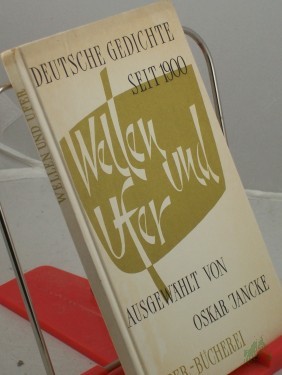 DEUTSCHE GEDICHTE
SEIT 1900
Wellen
und
Ufer
AUSGEWÄHLT VON
OSKAR JANCKE
ER-BÜCHEREI
WELLEN UND UFER